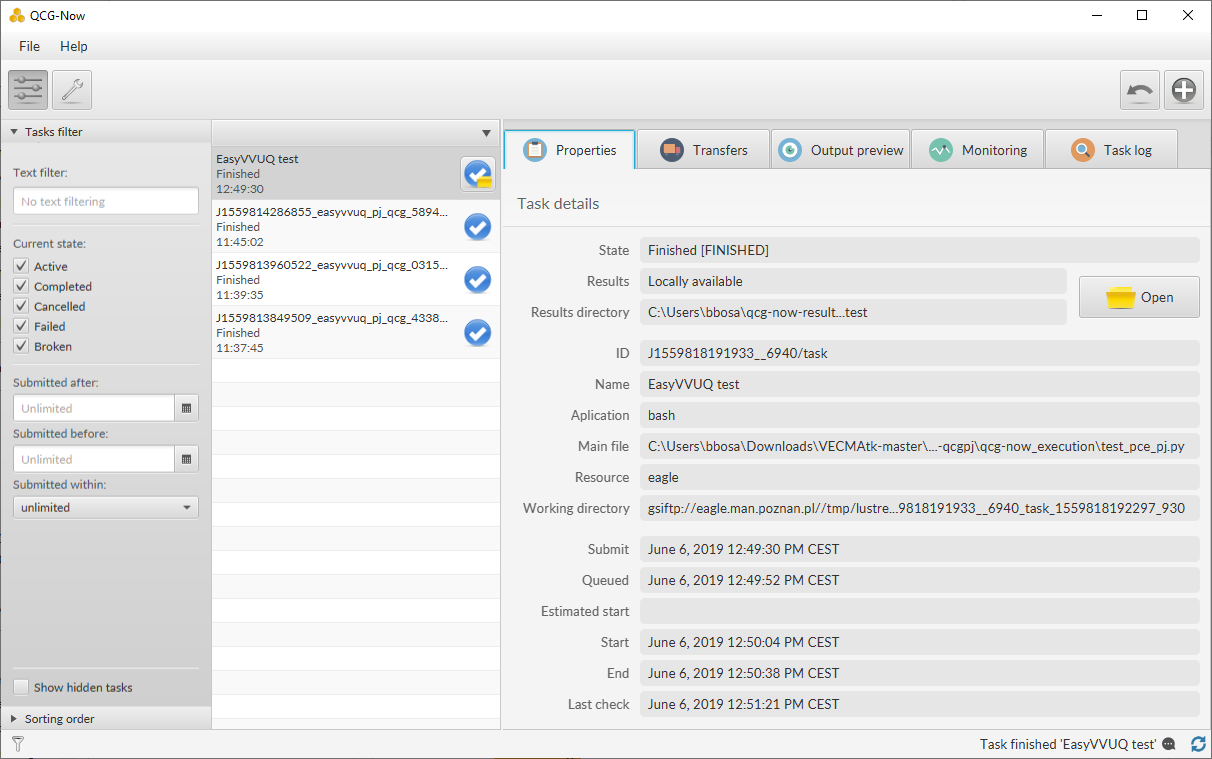 QCG-Now
File Help
Tasks filter
Text filter:
No text filtering
Current state:
Active
Completed
Cancelled
Failed
Broken
Submitted after:
Unlimited
Submitted before:
Unlimited
Submitted within:
unlimited
Show hidden tasks
Sorting order
EasyVVUQ test
Finished
12:49:30
J1559814286855_easyvvuq_pj_qcg_5894...
Finished
11:45:02
J1559813960522_easyvvuq_pj_qcg_0315...
Finished
11:39:35
J1559813849509_easyvvuq_pj_qcg_4338...
Finished
11:37:45
Properties Transfers Output preview Monitoring Task log
Task details
State Finished [FINISHED]
Results Locally available
Results directory C:\Users\bbosa\qcg-now-result...test
Open
ID J1559818191933__6940/task
Name EasyVVUQ test
Aplication bash
Main file C:\Users\bbosa\Downloads\VECMAtk-master\...-qcgpj\qcg-now_execution\test_pce_pj.py
Resource eagle
Working directory gsiftp://eagle.man.poznan.pl//tmp/lustre...9818191933__6940_task_1559818192297_930
Submit June 6, 2019 12:49:30 PM CEST
Queued June 6, 2019 12:49:52 PM CEST
Estimated start
Start June 6, 2019 12:50:04 PM CEST
End June 6, 2019 12:50:38 PM CEST
Last check June 6, 2019 12:51:21 PM CEST
Task finished 'EasyVVUQ test'